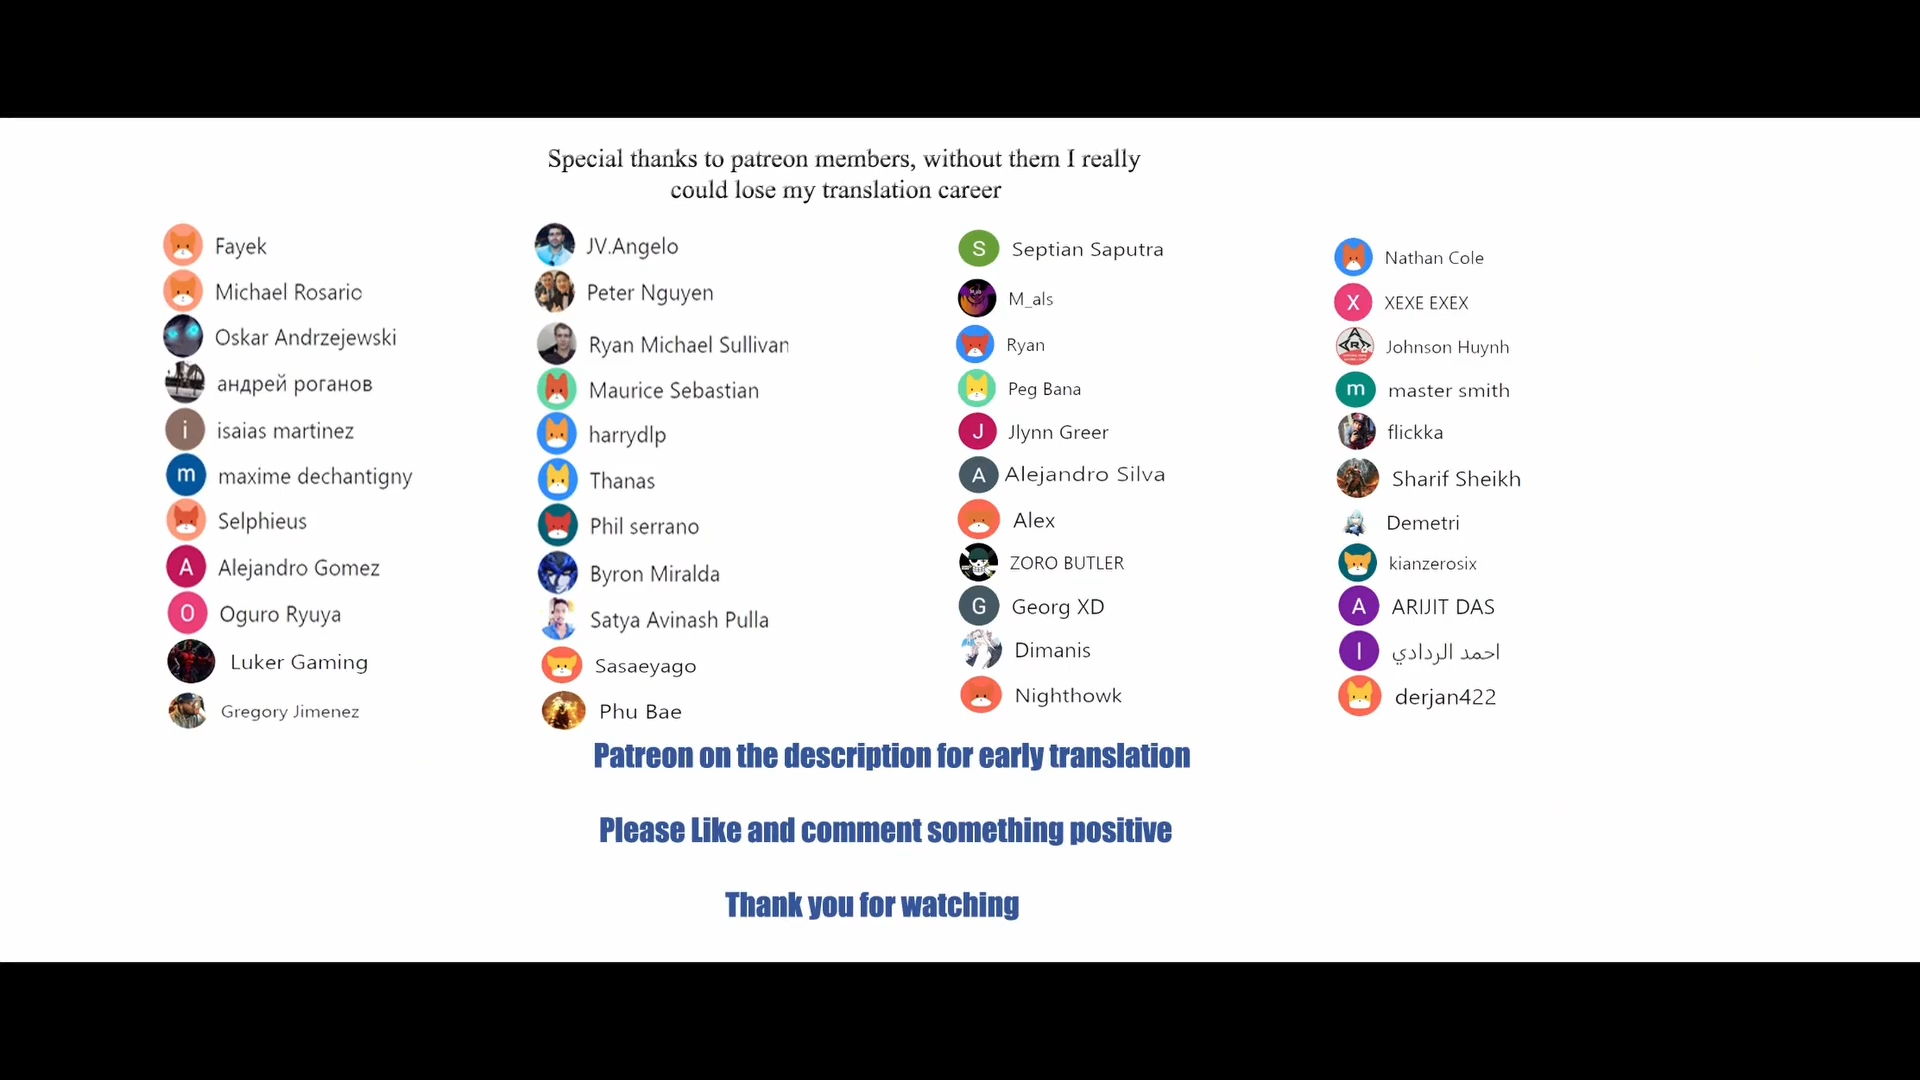 Special thanks to patreon members, without them I really
could lose my translation career
Fayek
Michael Rosario
Oskar Andrzejewski
андрей роганов
i isaias martinez
m maxime dechantigny
Selphieus
A Alejandro Gomez
O Oguro Ryuya
Luker Gaming
Gregory Jimenez
JV.Angelo
Peter Nguyen
Ryan Michael Sullivan
Maurice Sebastian
harrydlp
Thanas
Phil serrano
Byron Miralda
Satya Avinash Pulla
Sasaeyago
Phu Bae
S Septian Saputra
M_als
Ryan
Peg Bana
J Jlynn Greer
A Alejandro Silva
Alex
ZORO BUTLER
G Georg XD
Dimanis
Nighthowk
Nathan Cole
X XEXE EXEX
Johnson Huynh
m master smith
flickka
Sharif Sheikh
Demetri
kianzerosix
A ARIJIT DAS
I احمد الردادي
derjan422
Patreon on the description for early translation
Please Like and comment something positive
Thank you for watching